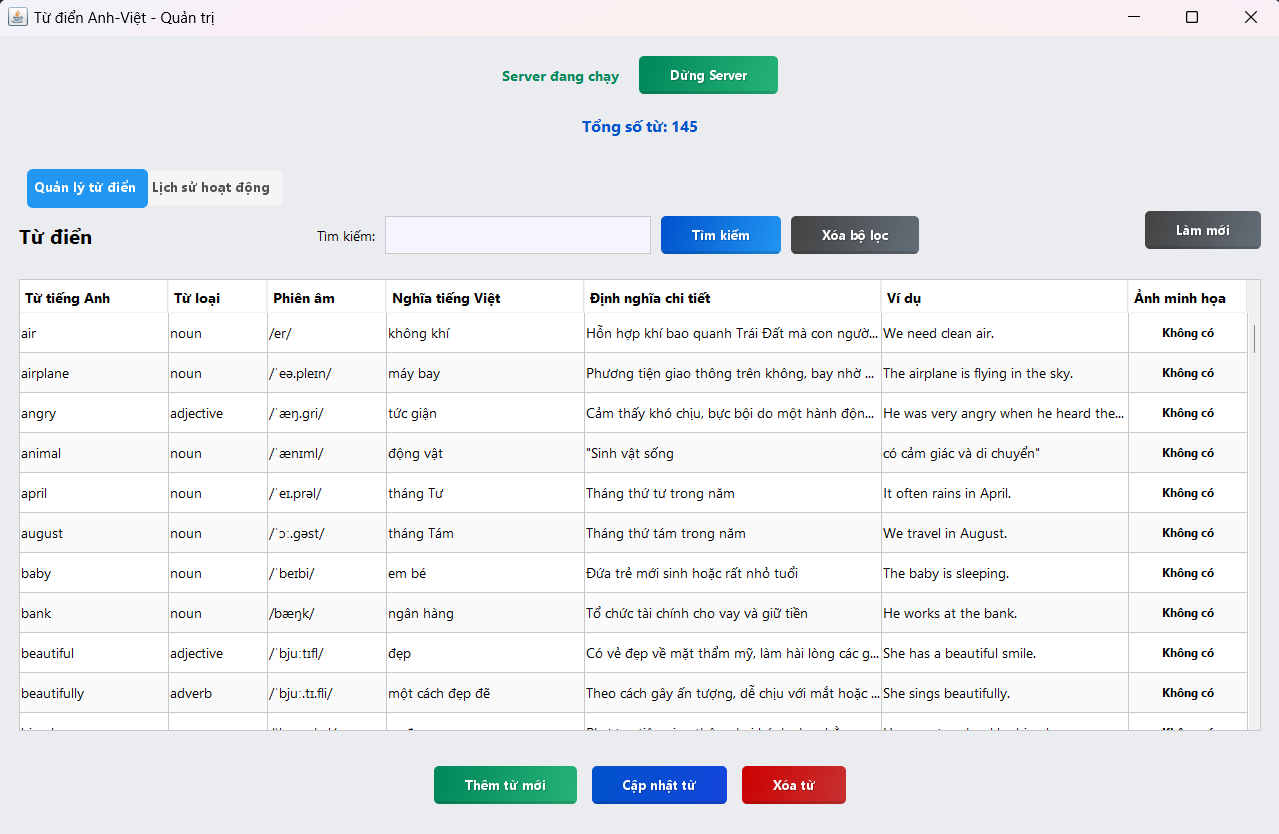 Từ điển Anh-Việt - Quản trị
Server đang chạy
Dừng Server
Tổng số từ: 145
Quản lý từ điển Lịch sử hoạt động
Từ điển Tìm kiếm: Tìm kiếm Xóa bộ lọc Làm mới
Từ tiếng Anh Từ loại Phiên âm Nghĩa tiếng Việt Định nghĩa chi tiết Ví dụ Ảnh minh họa
air noun /er/ không khí Hỗn hợp khí bao quanh Trái Đất mà con ngườ... We need clean air. Không có
airplane noun /ˈeə.pleɪn/ máy bay Phương tiện giao thông trên không, bay nhờ ... The airplane is flying in the sky. Không có
angry adjective /ˈæŋ.gri/ tức giận Cảm thấy khó chịu, bực bội do một hành độn... He was very angry when he heard the... Không có
animal noun /ˈænɪml/ động vật "Sinh vật sống có cảm giác và di chuyển" Không có
april noun /ˈeɪ.prəl/ tháng Tư Tháng thứ tư trong năm It often rains in April. Không có
august noun /ˈɔː.gəst/ tháng Tám Tháng thứ tám trong năm We travel in August. Không có
baby noun /ˈbeɪbi/ em bé Đứa trẻ mới sinh hoặc rất nhỏ tuổi The baby is sleeping. Không có
bank noun /bæŋk/ ngân hàng Tổ chức tài chính cho vay và giữ tiền He works at the bank. Không có
beautiful adjective /ˈbjuːtɪfl/ đẹp Có vẻ đẹp về mặt thẩm mỹ, làm hài lòng các g... She has a beautiful smile. Không có
beautifully adverb /ˈbjuː.tɪ.fli/ một cách đẹp đẽ Theo cách gây ấn tượng, dễ chịu với mắt hoặc ... She sings beautifully. Không có
Thêm từ mới Cập nhật từ Xóa từ